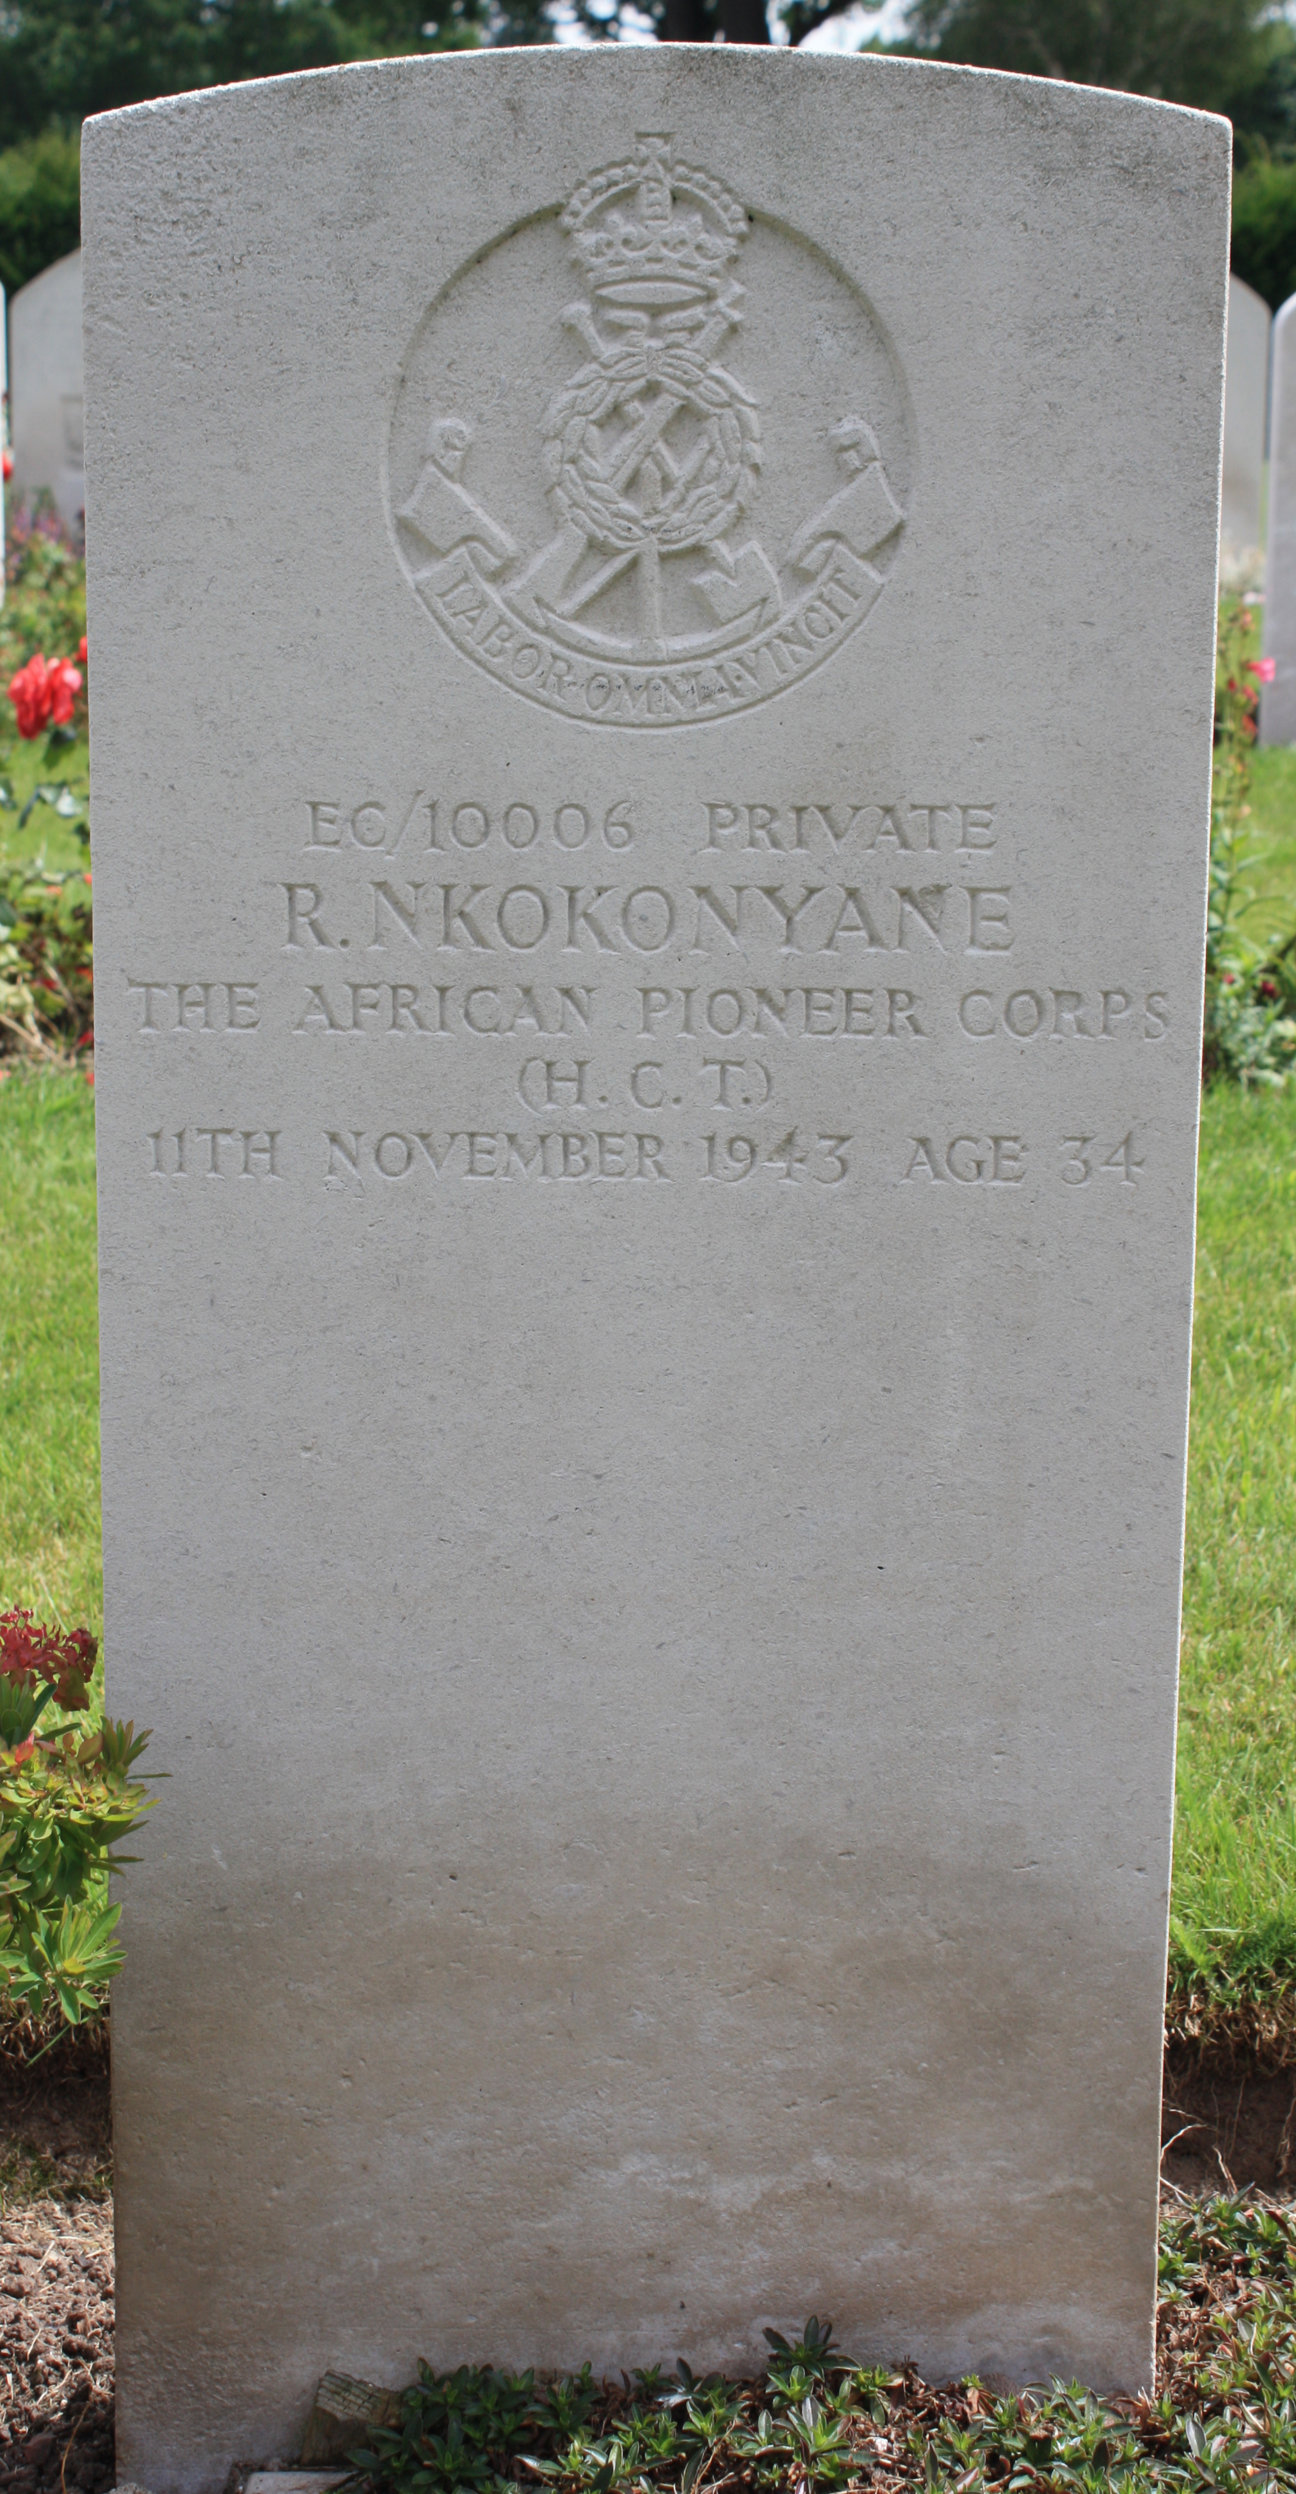 LABOR·OMNIA·VINCIT
EC/10006 PRIVATE
R. NKOKONYANE
THE AFRICAN PIONEER CORPS
(H. C. T.)
11TH NOVEMBER 1943 AGE 34